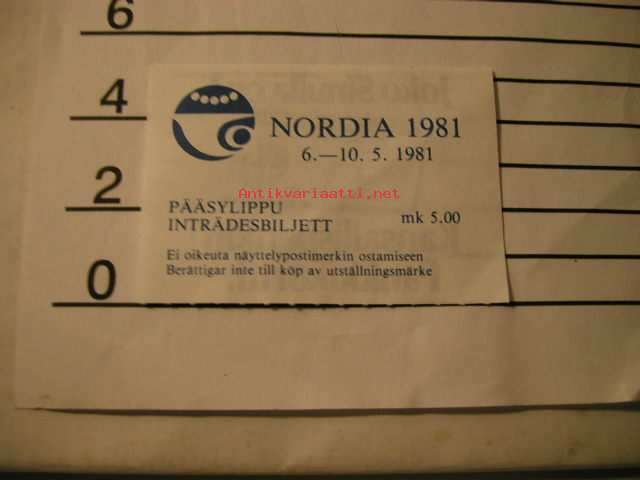 6
4
2
0
NORDIA 1981
6.—10. 5. 1981
Antikvariaatti.net
PÄÄSYLIPPU
INTRÄDESBILJETT
mk 5.00
Ei oikeuta näyttelypostimerkin ostamiseen
Berättigar inte till köp av utställningsmärke